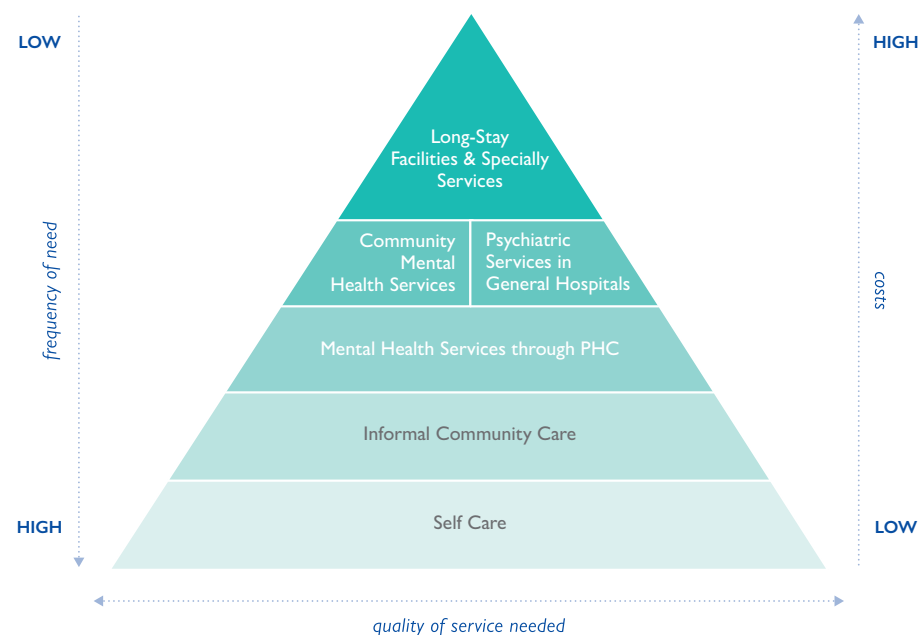 LOW
HIGH
Long-Stay
Facilities & Specially
Services
Community
Mental
Health Services
Psychiatric
Services in
General Hospitals
frequency of need
costs
Mental Health Services through PHC
Informal Community Care
Self Care
HIGH
LOW
quality of service needed